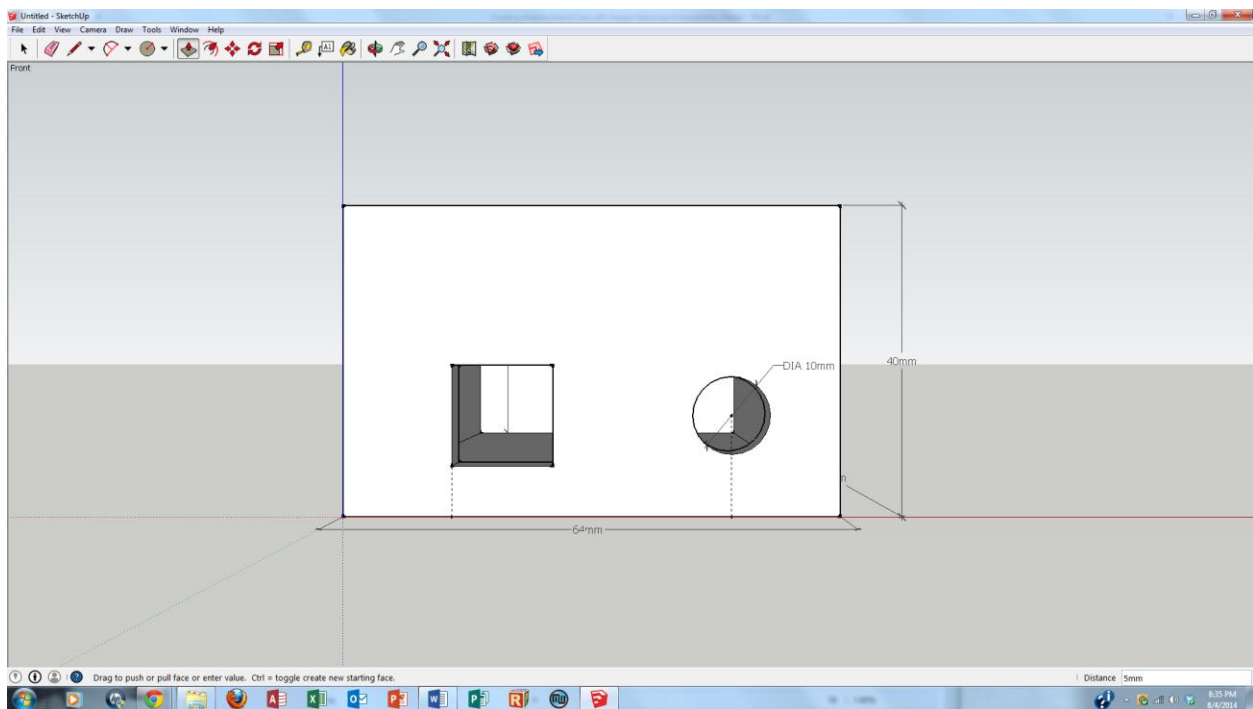 Untitled - SketchUp
File Edit View Camera Draw Tools Window Help
A1
Front
DIA 10mm
40mm
m
64mm
Drag to push or pull face or enter value. Ctrl = toggle create new starting face.
Distance 5mm
8:35 PM
8/4/2014